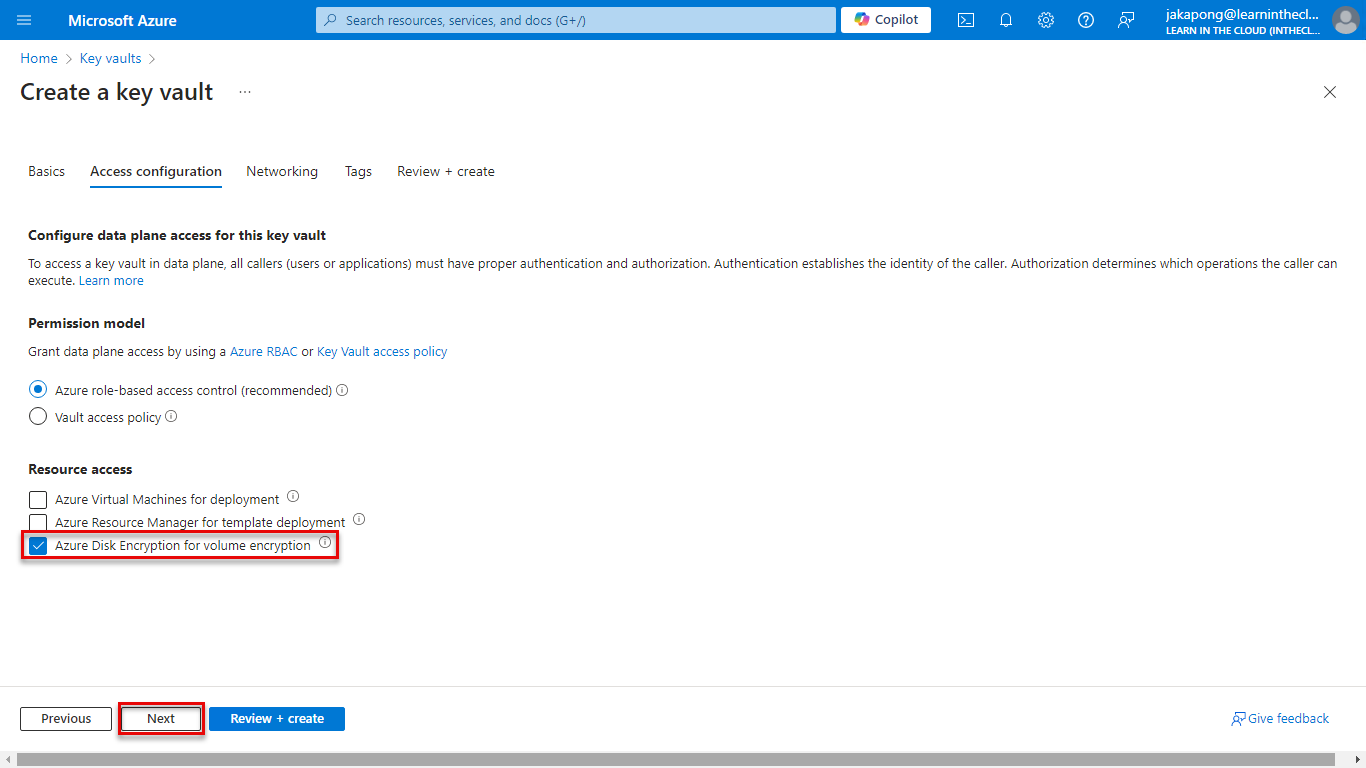 Microsoft Azure
Search resources, services, and docs (G+/)
Copilot
jakapong@learninthecl...
LEARN IN THE CLOUD (INTHECL...
Home > Key vaults >
Create a key vault ...
Basics Access configuration Networking Tags Review + create
Configure data plane access for this key vault
To access a key vault in data plane, all callers (users or applications) must have proper authentication and authorization. Authentication establishes the identity of the caller. Authorization determines which operations the caller can
execute. Learn more
Permission model
Grant data plane access by using a Azure RBAC or Key Vault access policy
Azure role-based access control (recommended)
Vault access policy
Resource access
Azure Virtual Machines for deployment
Azure Resource Manager for template deployment
Azure Disk Encryption for volume encryption
Previous Next Review + create Give feedback